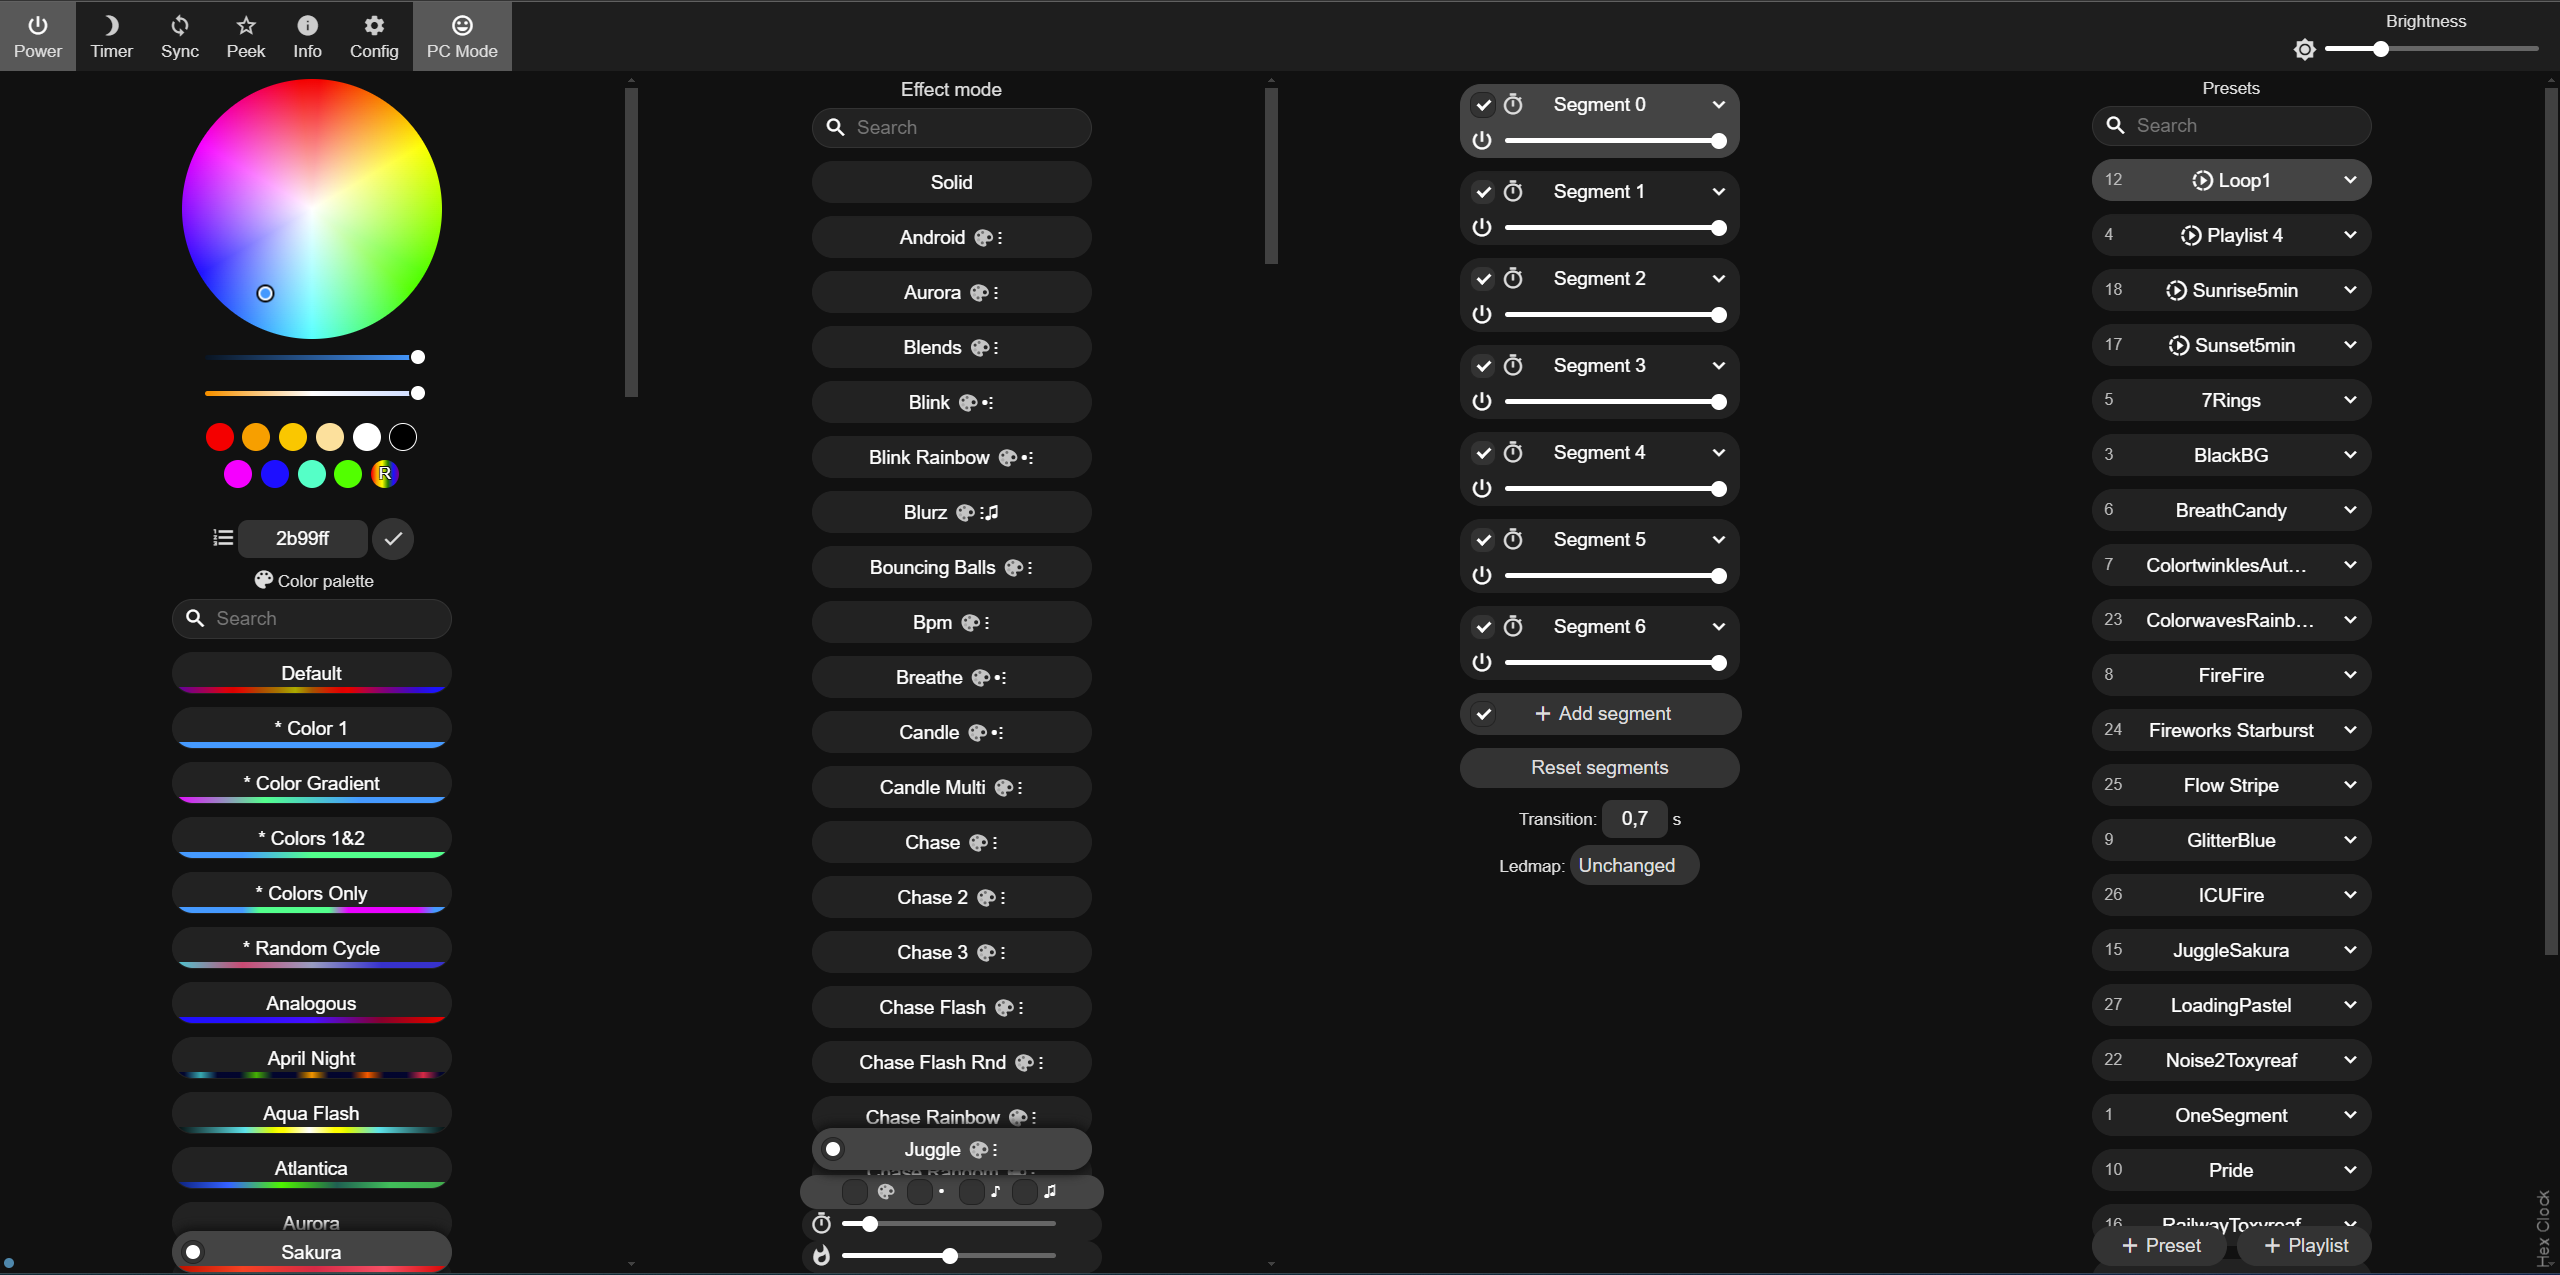 Power
Timer
Sync
Peek
Info
Config
PC Mode
Brightness
R
2b99ff
Color palette
Search
Default
* Color 1
* Color Gradient
* Colors 1&2
* Colors Only
* Random Cycle
Analogous
April Night
Aqua Flash
Atlantica
Aurora
Sakura
Effect mode
Search
Solid
Android
Aurora
Blends
Blink
Blink Rainbow
Blurz
Bouncing Balls
Bpm
Breathe
Candle
Candle Multi
Chase
Chase 2
Chase 3
Chase Flash
Chase Flash Rnd
Chase Rainbow
Juggle
Chase Random
Segment 0
Segment 1
Segment 2
Segment 3
Segment 4
Segment 5
Segment 6
+ Add segment
Reset segments
Transition: 0,7 s
Ledmap: Unchanged
Presets
Search
12 Loop1
4 Playlist 4
18 Sunrise5min
17 Sunset5min
5 7Rings
3 BlackBG
6 BreathCandy
7 ColortwinklesAut...
23 ColorwavesRainb...
8 FireFire
24 Fireworks Starburst
25 Flow Stripe
9 GlitterBlue
26 ICUFire
15 JuggleSakura
27 LoadingPastel
22 Noise2Toxyreaf
1 OneSegment
10 Pride
16 RailwayToxyreaf
+ Preset
+ Playlist
Hex Clock